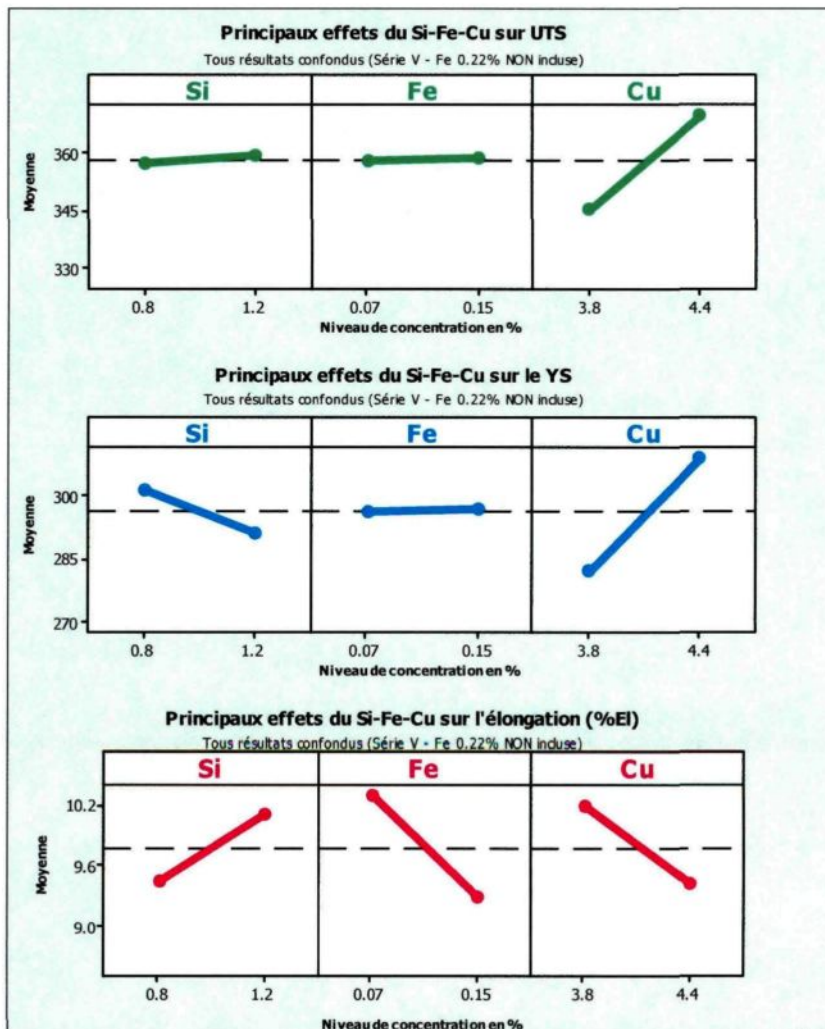 Principaux effets du Si-Fe-Cu sur UTS
Tous résultats confondus (Série V - Fe 0.22% NON incluse)
Si Fe Cu
Moyenne
360
345
330
0.8 1.2 0.07 0.15 3.8 4.4
Niveau de concentration en %
Principaux effets du Si-Fe-Cu sur le YS
Tous résultats confondus (Série V - Fe 0.22% NON incluse)
Si Fe Cu
Moyenne
300
285
270
0.8 1.2 0.07 0.15 3.8 4.4
Niveau de concentration en %
Principaux effets du Si-Fe-Cu sur l'élongation (%El)
Tous résultats confondus (Série V - Fe 0.22% NON incluse)
Si Fe Cu
Moyenne
10.2
9.6
9.0
0.8 1.2 0.07 0.15 3.8 4.4
Niveau de concentration en %